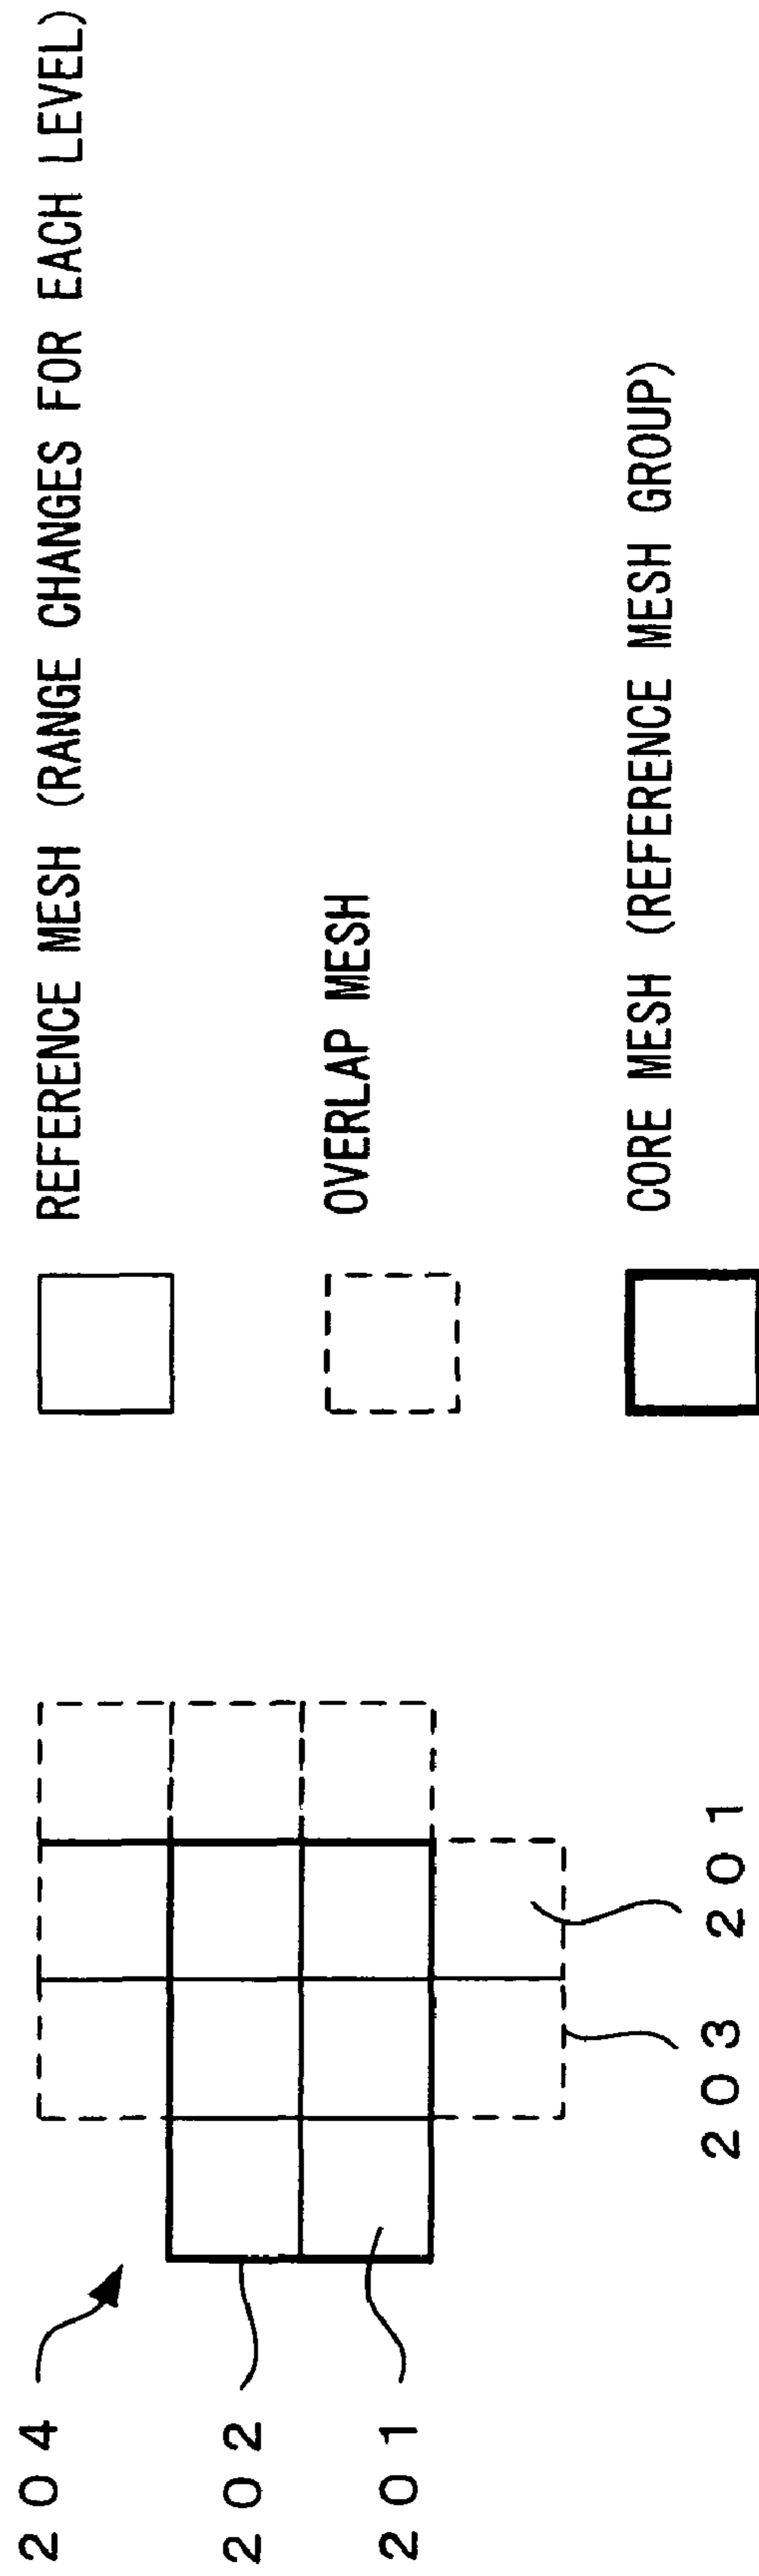 204
202
201
203
201
REFERENCE MESH (RANGE CHANGES FOR EACH LEVEL)
OVERLAP MESH
CORE MESH (REFERENCE MESH GROUP)